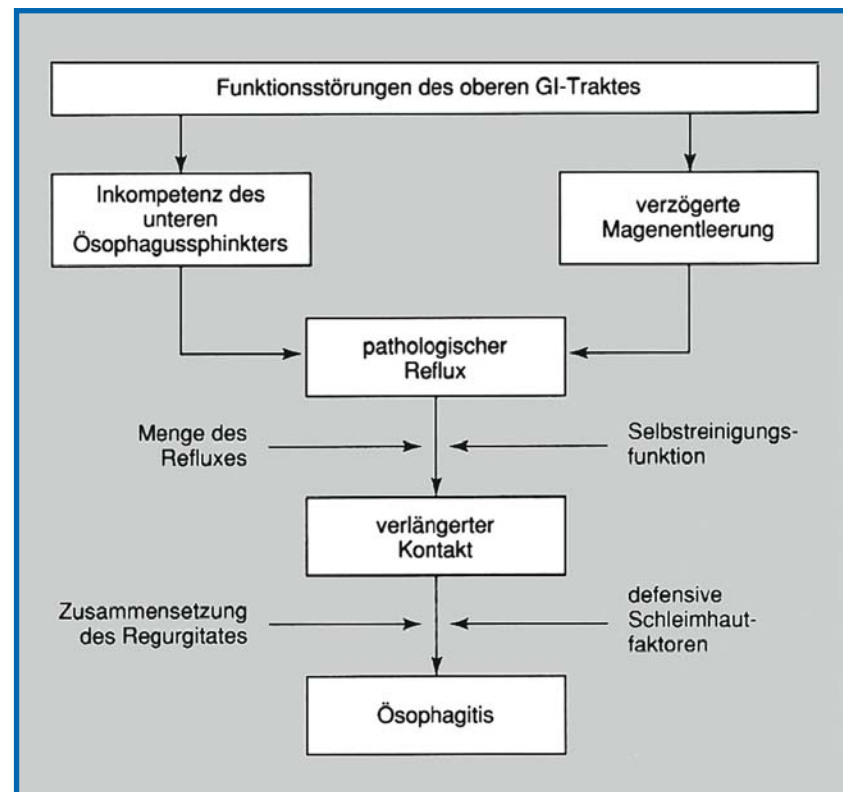 Funktionsstörungen des oberen GI-Traktes
Inkompetenz des
unteren
Ösophagussphinkters
verzögerte
Magenentleerung
pathologischer
Reflux
Menge des
Refluxes
Selbstreinigungs-
funktion
verlängerter
Kontakt
Zusammensetzung
des Regurgitates
defensive
Schleimhaut-
faktoren
Ösophagitis